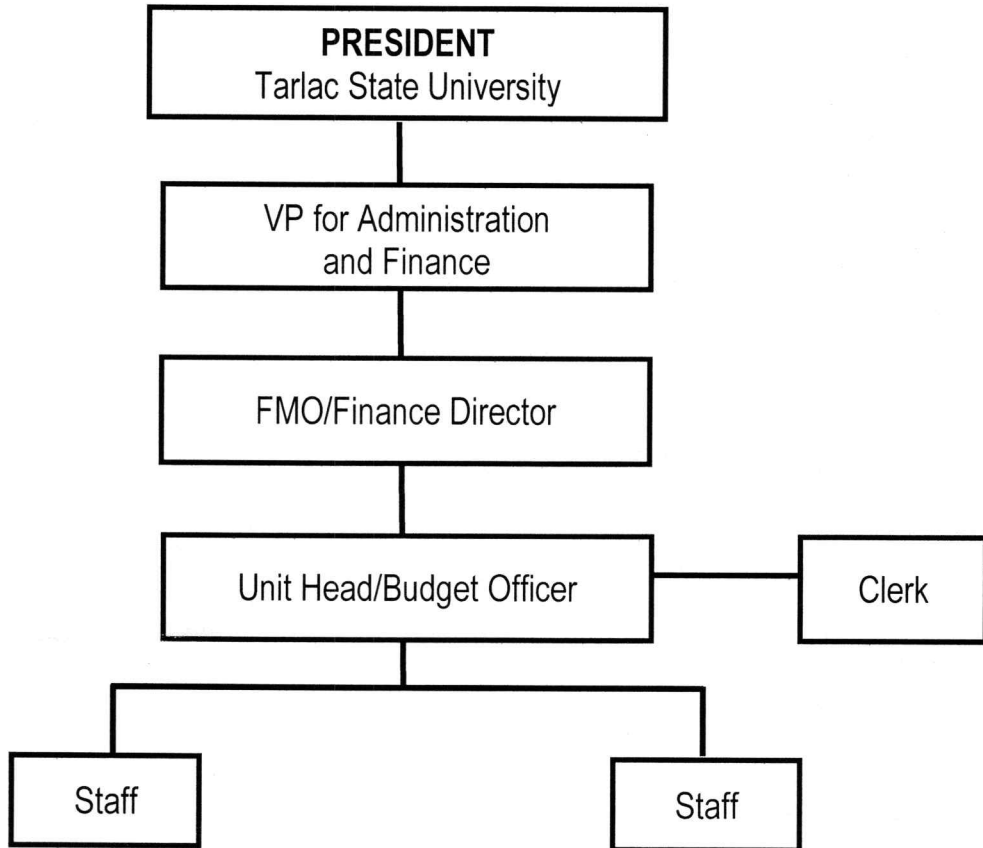 PRESIDENT
Tarlac State University
VP for Administration
and Finance
FMO/Finance Director
Unit Head/Budget Officer
Clerk
Staff
Staff